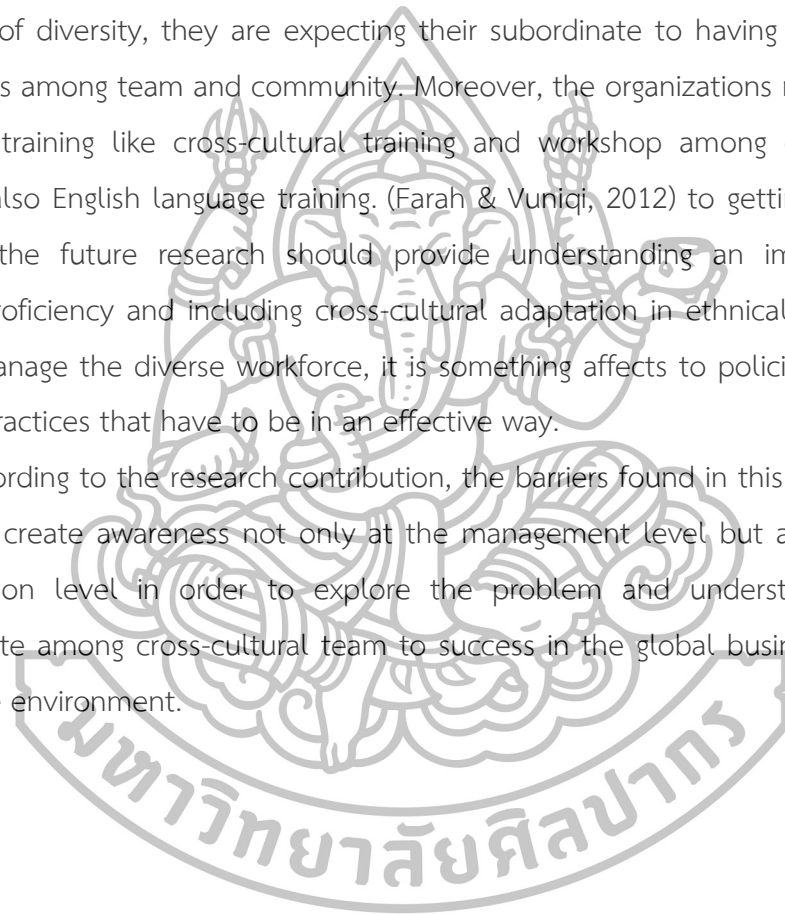 of diversity, they are expecting their subordinate to having
s among team and community. Moreover, the organizations
training like cross-cultural training and workshop among
also English language training. (Farah & Vuniqi, 2012) to getti
the future research should provide understanding an im
roficiency and including cross-cultural adaptation in ethnical
anage the diverse workforce, it is something affects to polici
ractices that have to be in an effective way.
ording to the research contribution, the barriers found in this
create awareness not only at the management level but a
on level in order to explore the problem and underst
te among cross-cultural team to success in the global busin
environment.
มหาวิทยาลัยศิลปากร